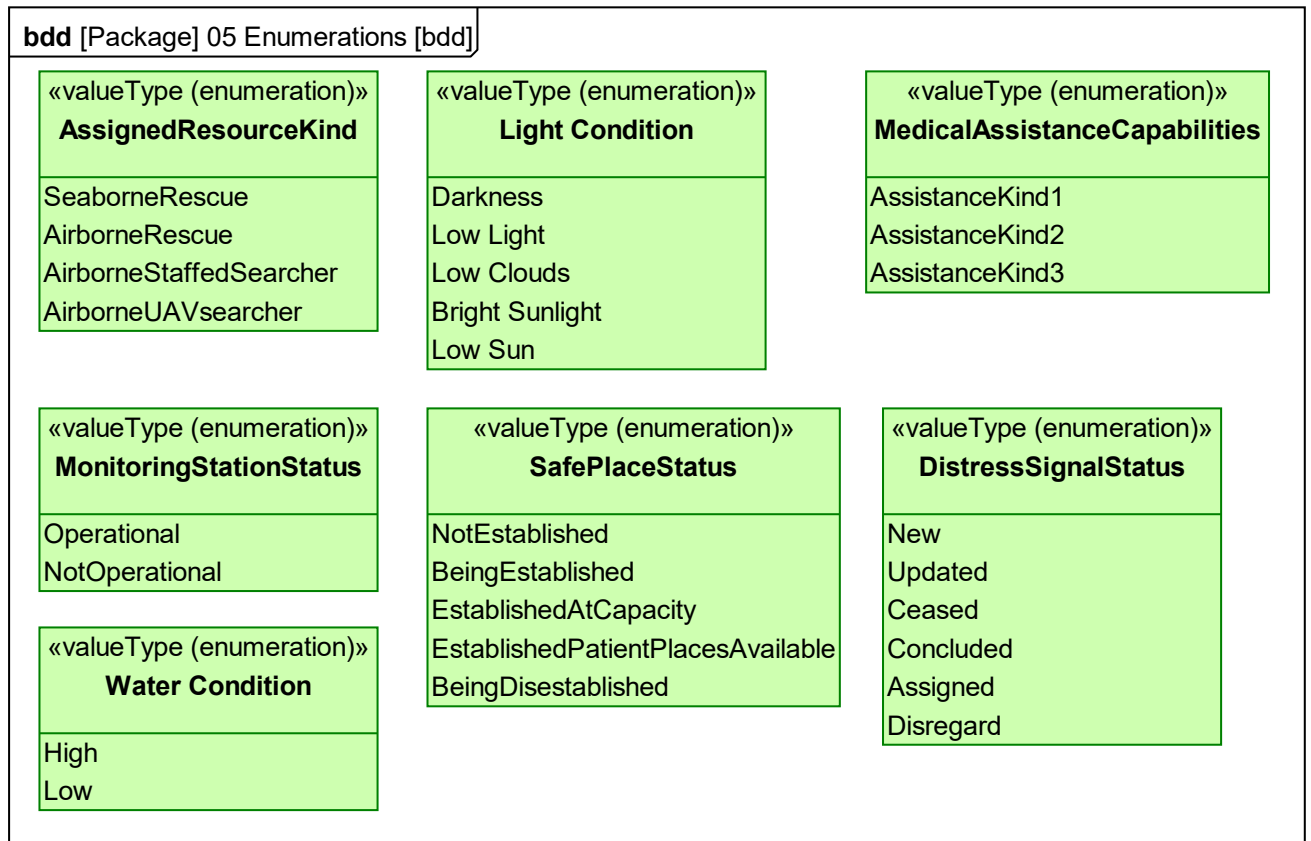 bdd [Package] 05 Enumerations [bdd]
«valueType (enumeration)»
AssignedResourceKind
SeaborneRescue
AirborneRescue
AirborneStaffedSearcher
AirborneUAVsearcher
«valueType (enumeration)»
Light Condition
Darkness
Low Light
Low Clouds
Bright Sunlight
Low Sun
«valueType (enumeration)»
MedicalAssistanceCapabilities
AssistanceKind1
AssistanceKind2
AssistanceKind3
«valueType (enumeration)»
MonitoringStationStatus
Operational
NotOperational
«valueType (enumeration)»
SafePlaceStatus
NotEstablished
BeingEstablished
EstablishedAtCapacity
EstablishedPatientPlacesAvailable
BeingDisestablished
«valueType (enumeration)»
DistressSignalStatus
New
Updated
Ceased
Concluded
Assigned
Disregard
«valueType (enumeration)»
Water Condition
High
Low